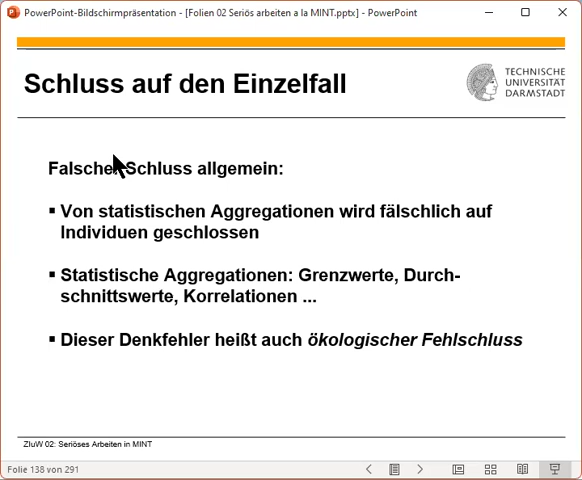 PowerPoint-Bildschirmpräsentation - [Folien 02 Seriös arbeiten a la MINT.pptx] - PowerPoint
Schluss auf den Einzelfall
TECHNISCHE
UNIVERSITÄT
DARMSTADT
Falscher Schluss allgemein:
▪ Von statistischen Aggregationen wird fälschlich auf
Individuen geschlossen
▪ Statistische Aggregationen: Grenzwerte, Durch-
schnittswerte, Korrelationen ...
▪ Dieser Denkfehler heißt auch ökologischer Fehlschluss
ZIuW 02: Seriöses Arbeiten in MINT
Folie 138 von 291